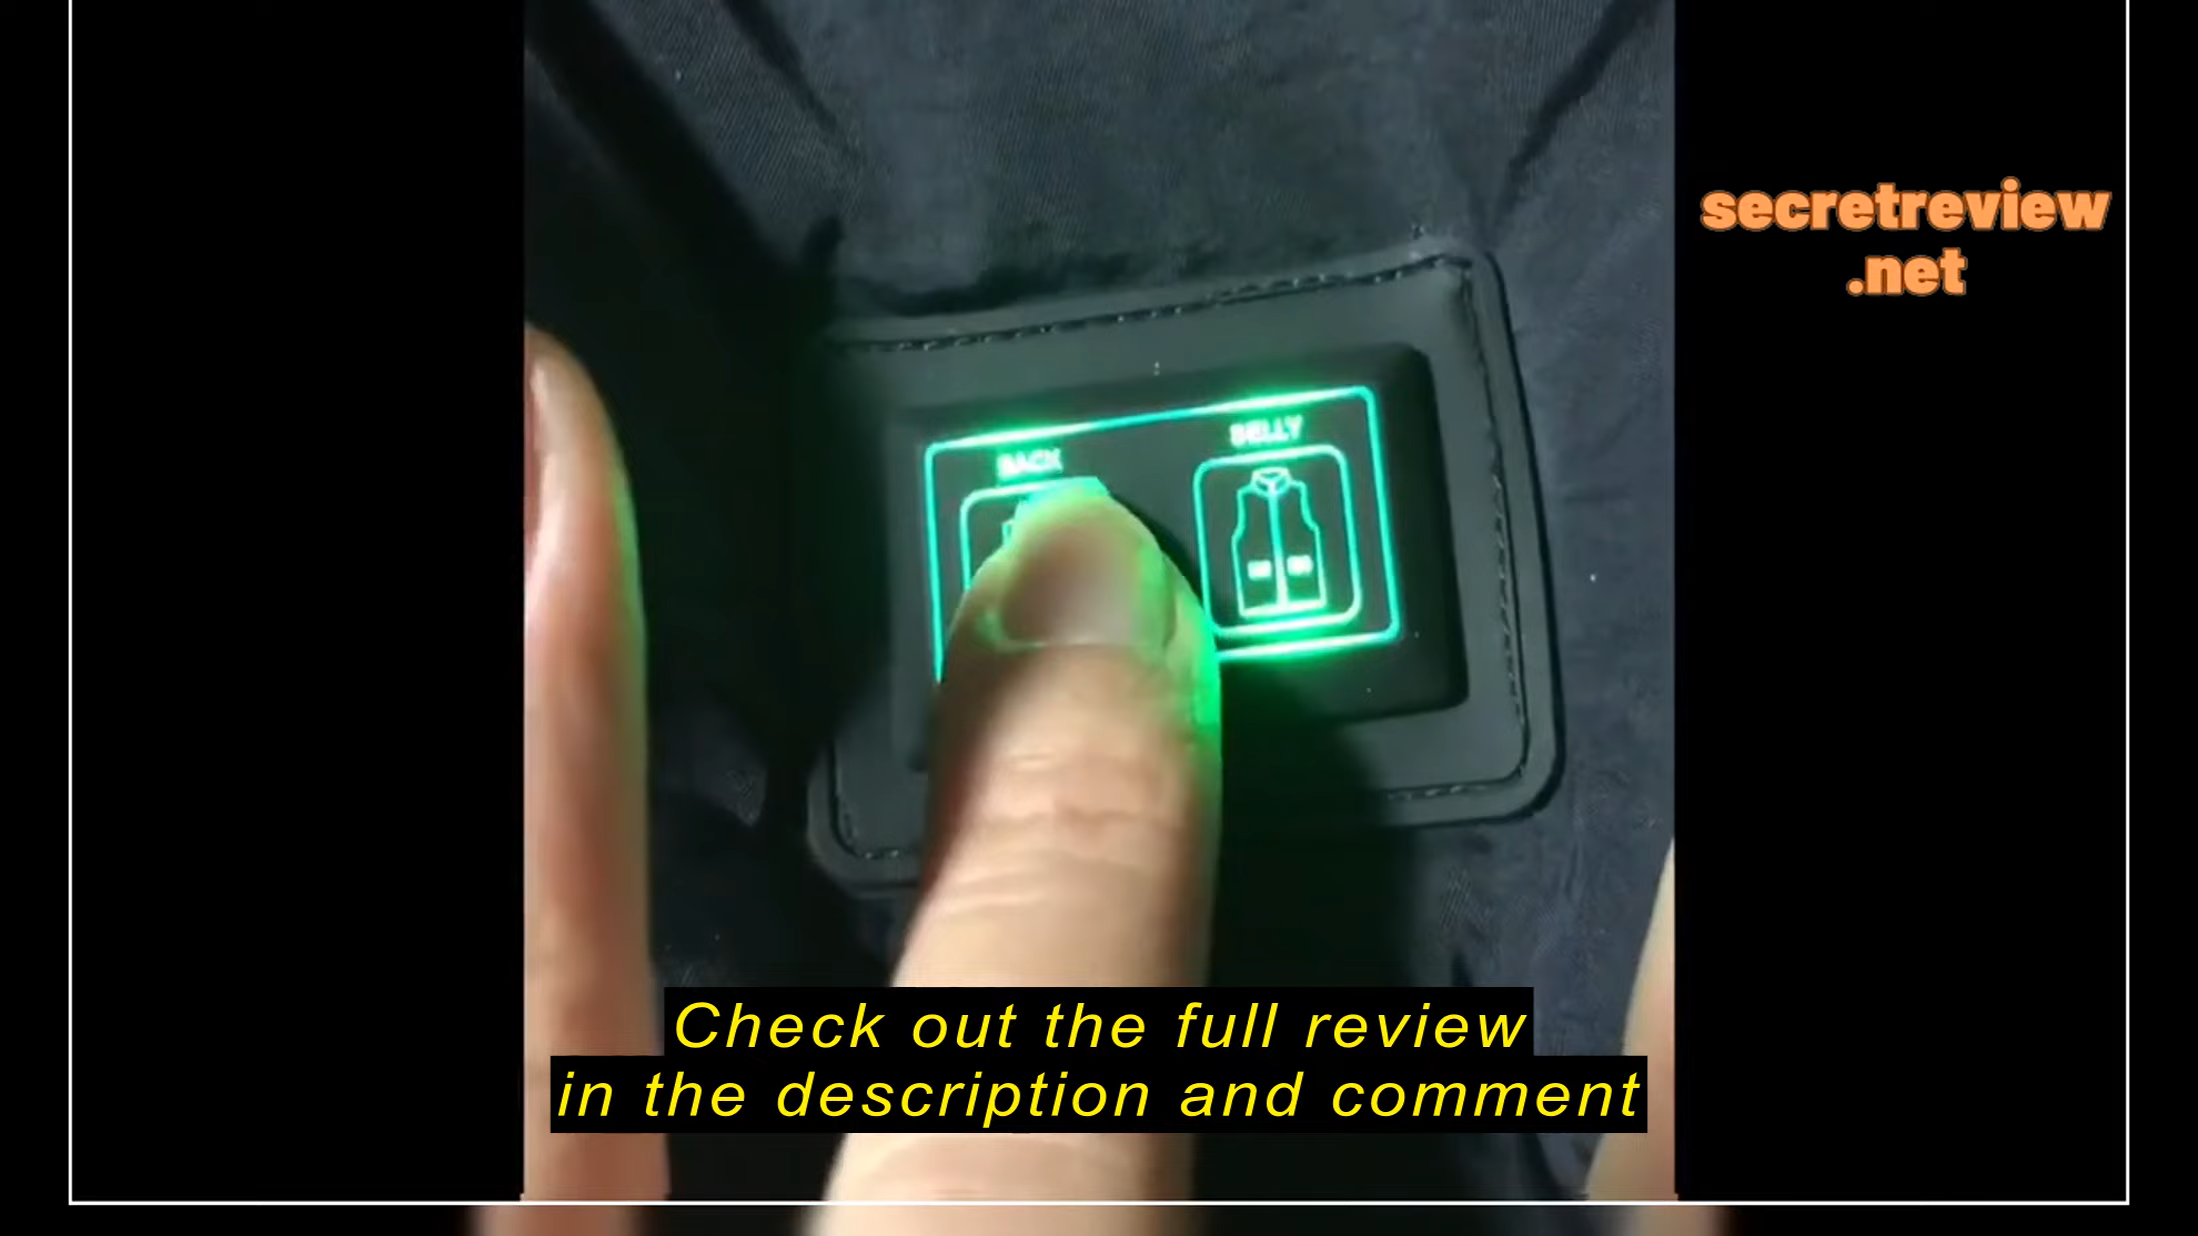 secretreview
.net
BACK
BELLY
Check out the full review
in the description and comment